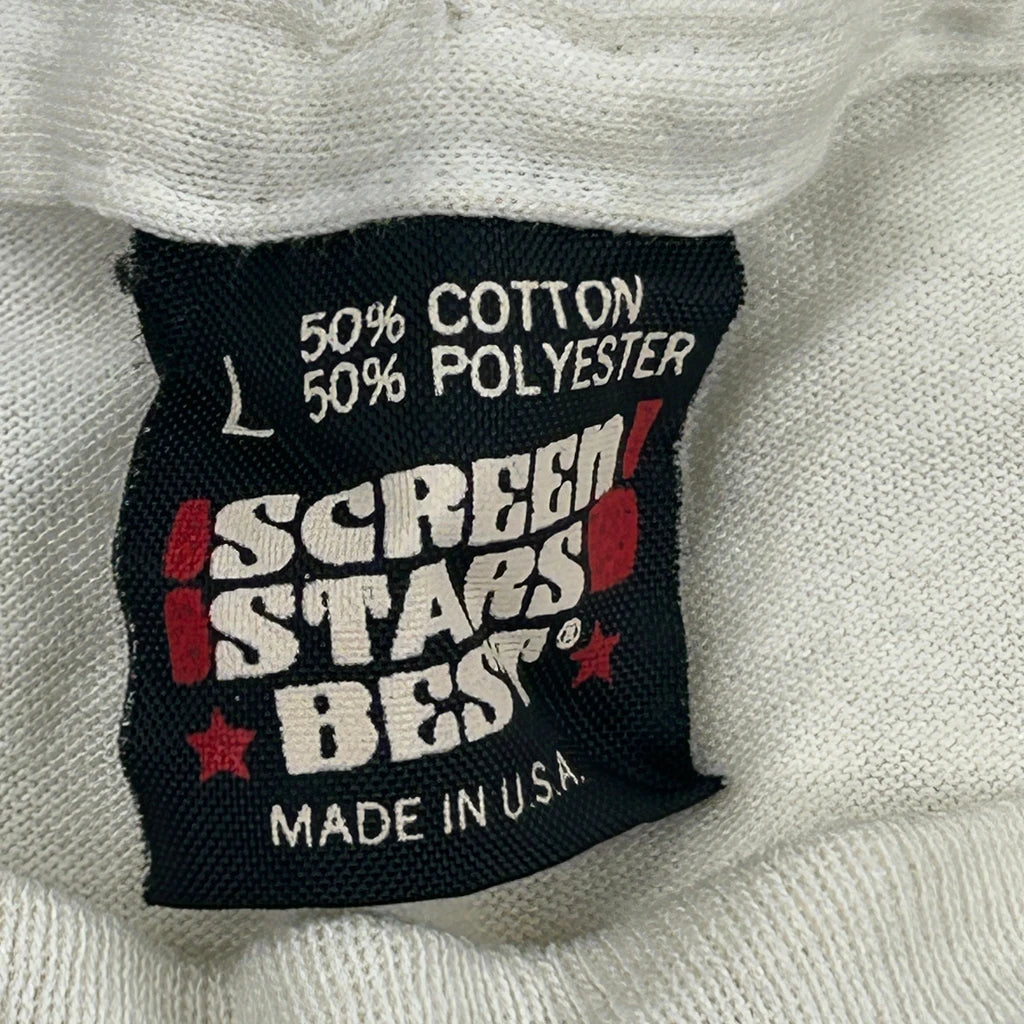 50% COTTON
L 50% POLYESTER
SCREEN
STARS
BEST®
MADE IN U.S.A.